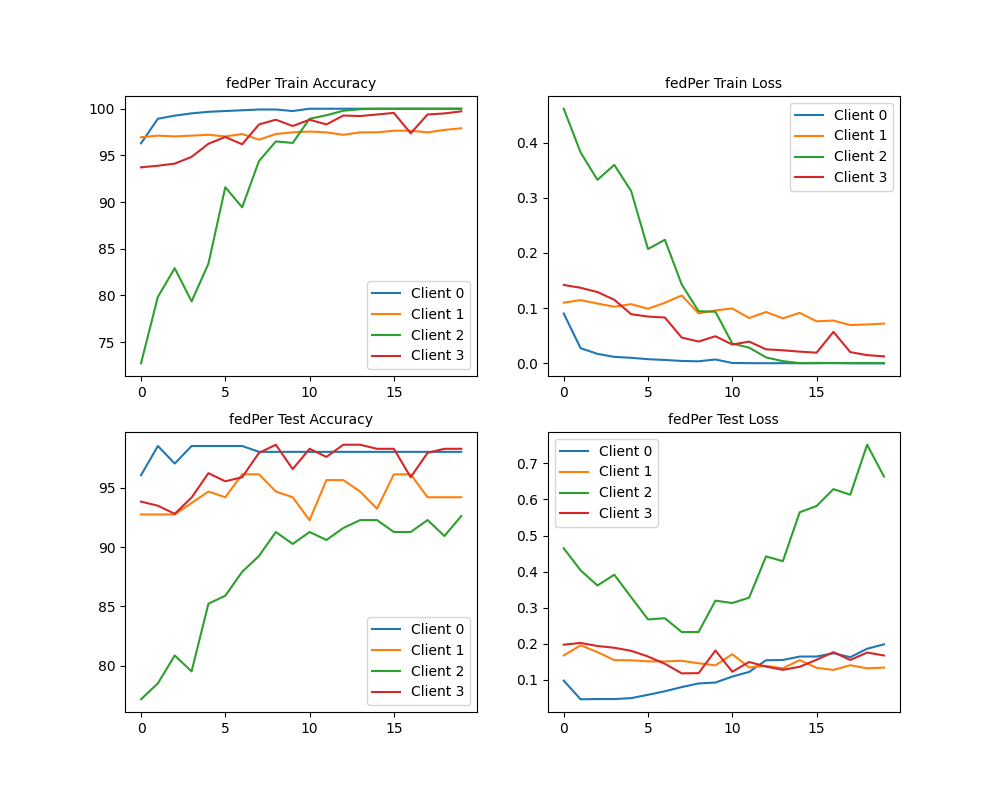 fedPer Train Accuracy
100
95
90
85
80
75
0
5
10
15
Client 0
Client 1
Client 2
Client 3
fedPer Train Loss
0.4
0.3
0.2
0.1
0.0
0
5
10
15
Client 0
Client 1
Client 2
Client 3
fedPer Test Accuracy
95
90
85
80
0
5
10
15
Client 0
Client 1
Client 2
Client 3
fedPer Test Loss
0.7
0.6
0.5
0.4
0.3
0.2
0.1
0
5
10
15
Client 0
Client 1
Client 2
Client 3